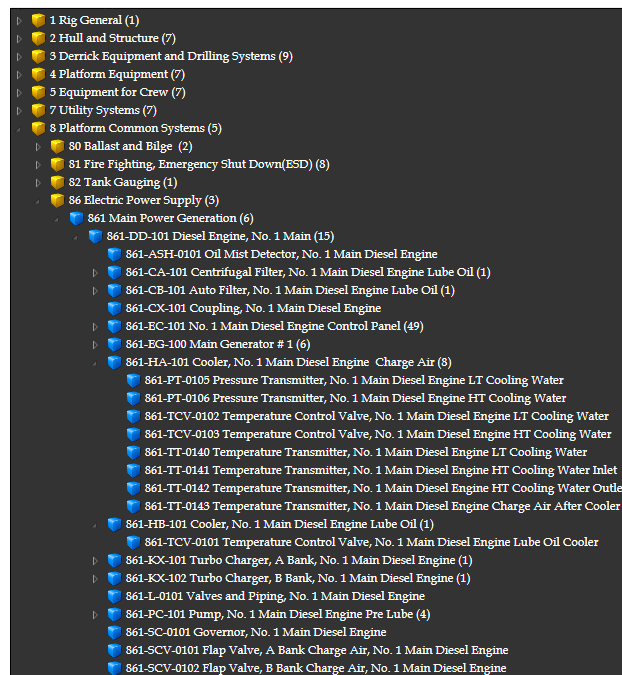 1 Rig General (1)
2 Hull and Structure (7)
3 Derrick Equipment and Drilling Systems (9)
4 Platform Equipment (7)
5 Equipment for Crew (7)
7 Utility Systems (7)
8 Platform Common Systems (5)
80 Ballast and Bilge (2)
81 Fire Fighting, Emergency Shut Down(ESD) (8)
82 Tank Gauging (1)
86 Electric Power Supply (3)
861 Main Power Generation (6)
861-DD-101 Diesel Engine, No. 1 Main (15)
861-ASH-0101 Oil Mist Detector, No. 1 Main Diesel Engine
861-CA-101 Centrifugal Filter, No. 1 Main Diesel Engine Lube Oil (1)
861-CB-101 Auto Filter, No. 1 Main Diesel Engine Lube Oil (1)
861-CX-101 Coupling, No. 1 Main Diesel Engine
861-EC-101 No. 1 Main Diesel Engine Control Panel (49)
861-EG-100 Main Generator # 1 (6)
861-HA-101 Cooler, No. 1 Main Diesel Engine Charge Air (8)
861-PT-0105 Pressure Transmitter, No. 1 Main Diesel Engine LT Cooling Water
861-PT-0106 Pressure Transmitter, No. 1 Main Diesel Engine HT Cooling Water
861-TCV-0102 Temperature Control Valve, No. 1 Main Diesel Engine LT Cooling Water
861-TCV-0103 Temperature Control Valve, No. 1 Main Diesel Engine HT Cooling Water
861-TT-0140 Temperature Transmitter, No. 1 Main Diesel Engine LT Cooling Water
861-TT-0141 Temperature Transmitter, No. 1 Main Diesel Engine HT Cooling Water Inlet
861-TT-0142 Temperature Transmitter, No. 1 Main Diesel Engine HT Cooling Water Outle
861-TT-0143 Temperature Transmitter, No. 1 Main Diesel Engine Charge Air After Cooler
861-HB-101 Cooler, No. 1 Main Diesel Engine Lube Oil (1)
861-TCV-0101 Temperature Control Valve, No. 1 Main Diesel Engine Lube Oil Cooler
861-KX-101 Turbo Charger, A Bank, No. 1 Main Diesel Engine (1)
861-KX-102 Turbo Charger, B Bank, No. 1 Main Diesel Engine (1)
861-L-0101 Valves and Piping, No. 1 Main Diesel Engine
861-PC-101 Pump, No. 1 Main Diesel Engine Pre Lube (4)
861-SC-0101 Governor, No. 1 Main Diesel Engine
861-SCV-0101 Flap Valve, A Bank Charge Air, No. 1 Main Diesel Engine
861-SCV-0102 Flap Valve, B Bank Charge Air, No. 1 Main Diesel Engine